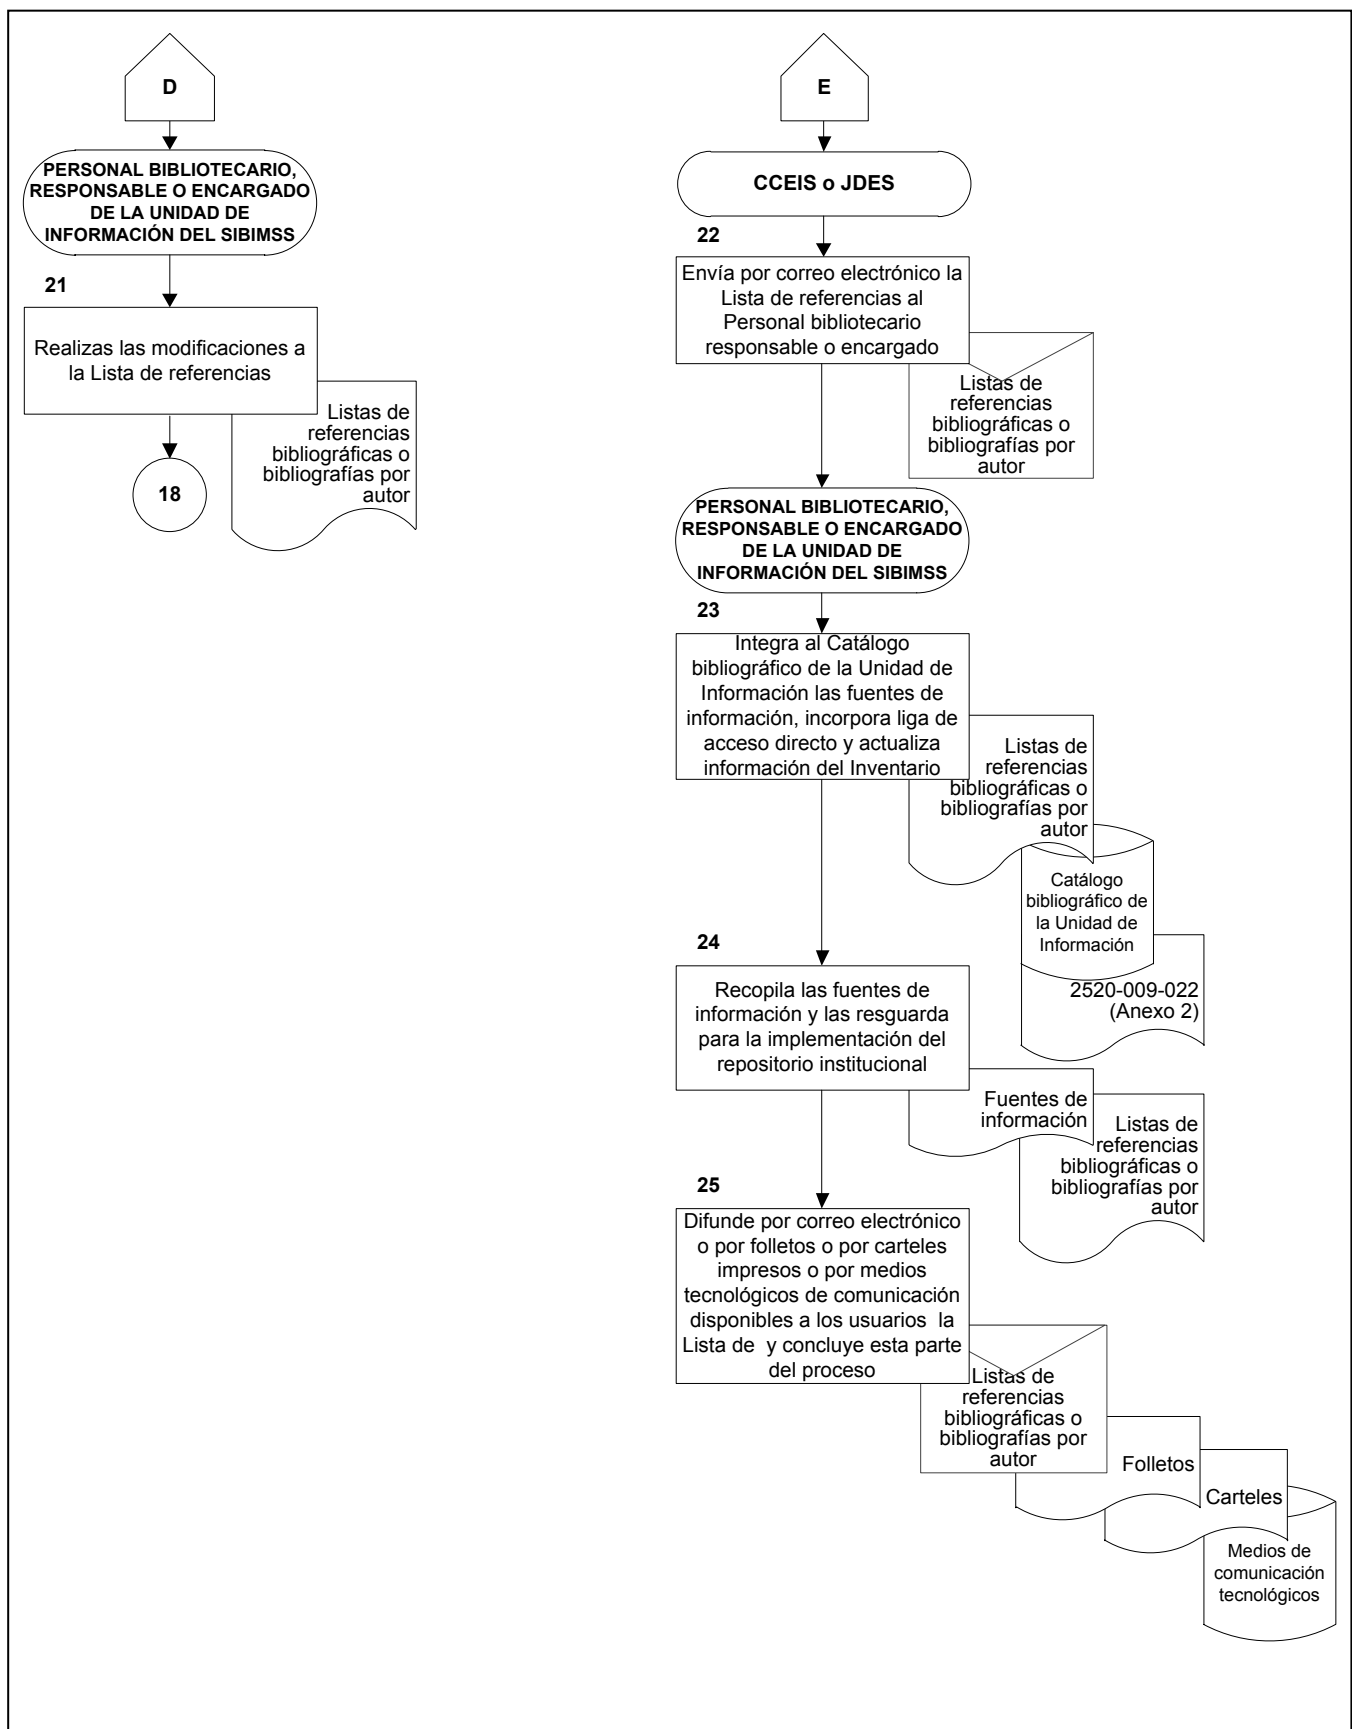 D
PERSONAL BIBLIOTECARIO,
RESPONSABLE O ENCARGADO
DE LA UNIDAD DE
INFORMACIÓN DEL SIBIMSS
21
Realizas las modificaciones a
la Lista de referencias
Listas de
referencias
bibliográficas o
bibliografías por
autor
18
E
CCEIS o JDES
22
Envía por correo electrónico la
Lista de referencias al
Personal bibliotecario
responsable o encargado
Listas de
referencias
bibliográficas o
bibliografías por
autor
PERSONAL BIBLIOTECARIO,
RESPONSABLE O ENCARGADO
DE LA UNIDAD DE
INFORMACIÓN DEL SIBIMSS
23
Integra al Catálogo
bibliográfico de la Unidad de
Información las fuentes de
información, incorpora liga de
acceso directo y actualiza
información del Inventario
Listas de
referencias
bibliográficas o
bibliografías por
autor
Catálogo
bibliográfico de
la Unidad de
Información
2520-009-022
(Anexo 2)
24
Recopila las fuentes de
información y las resguarda
para la implementación del
repositorio institucional
Fuentes de
información
Listas de
referencias
bibliográficas o
bibliografías por
autor
25
Difunde por correo electrónico
o por folletos o por carteles
impresos o por medios
tecnológicos de comunicación
disponibles a los usuarios  la
Lista de  y concluye esta parte
del proceso
Listas de
referencias
bibliográficas o
bibliografías por
autor
Folletos
Carteles
Medios de
comunicación
tecnológicos